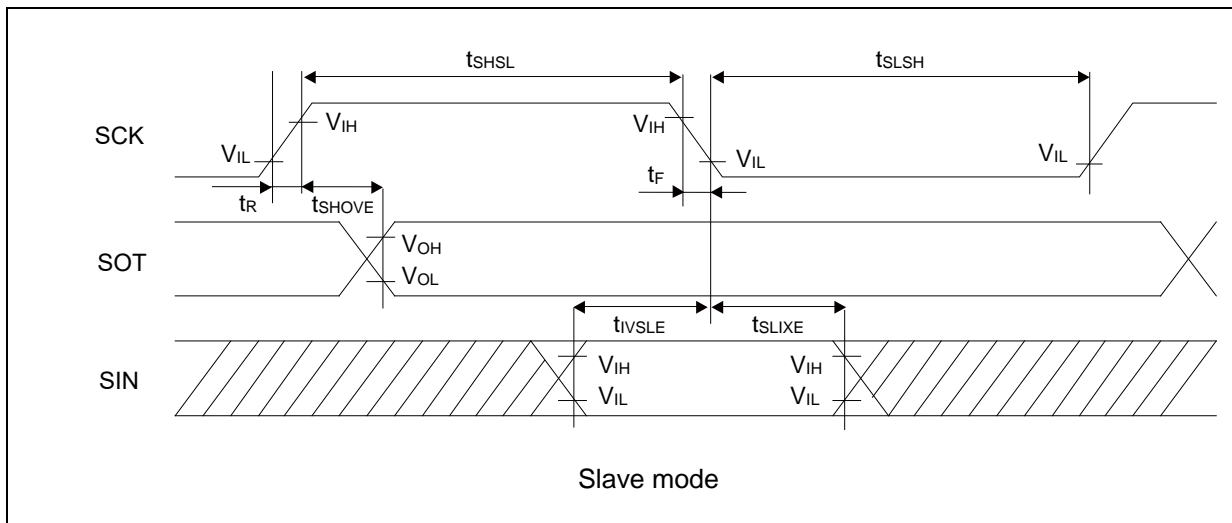 tSHSL tSLSH
SCK
VIH VIH
VIL VIL VIL
tR tSHOVE tF
SOT
VOH
VOL
tIVSLE tSLIXE
SIN
VIH VIH
VIL VIL
Slave mode